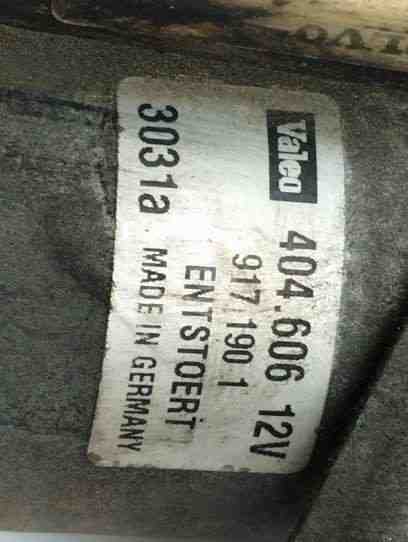 Valeo 404.606 12V
917.190 1
ENTSTOERT
3031a MADE IN GERMANY